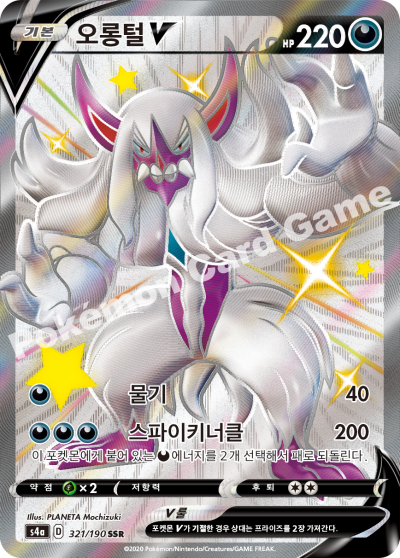 기본 오롱털 V HP 220
Pokémon Card Game
물기 40
스파이키너클 200
이 포켓몬에게 붙어 있는 에너지를 2개 선택해서 패로 되돌린다.
약점 ×2 저항력 후퇴
Illus. PLANETA Mochizuki
V룰
s4a D 321/190 SSR
포켓몬 V가 기절한 경우 상대는 프라이즈를 2장 가져간다.
©2020 Pokémon/Nintendo/Creatures/GAME FREAK.